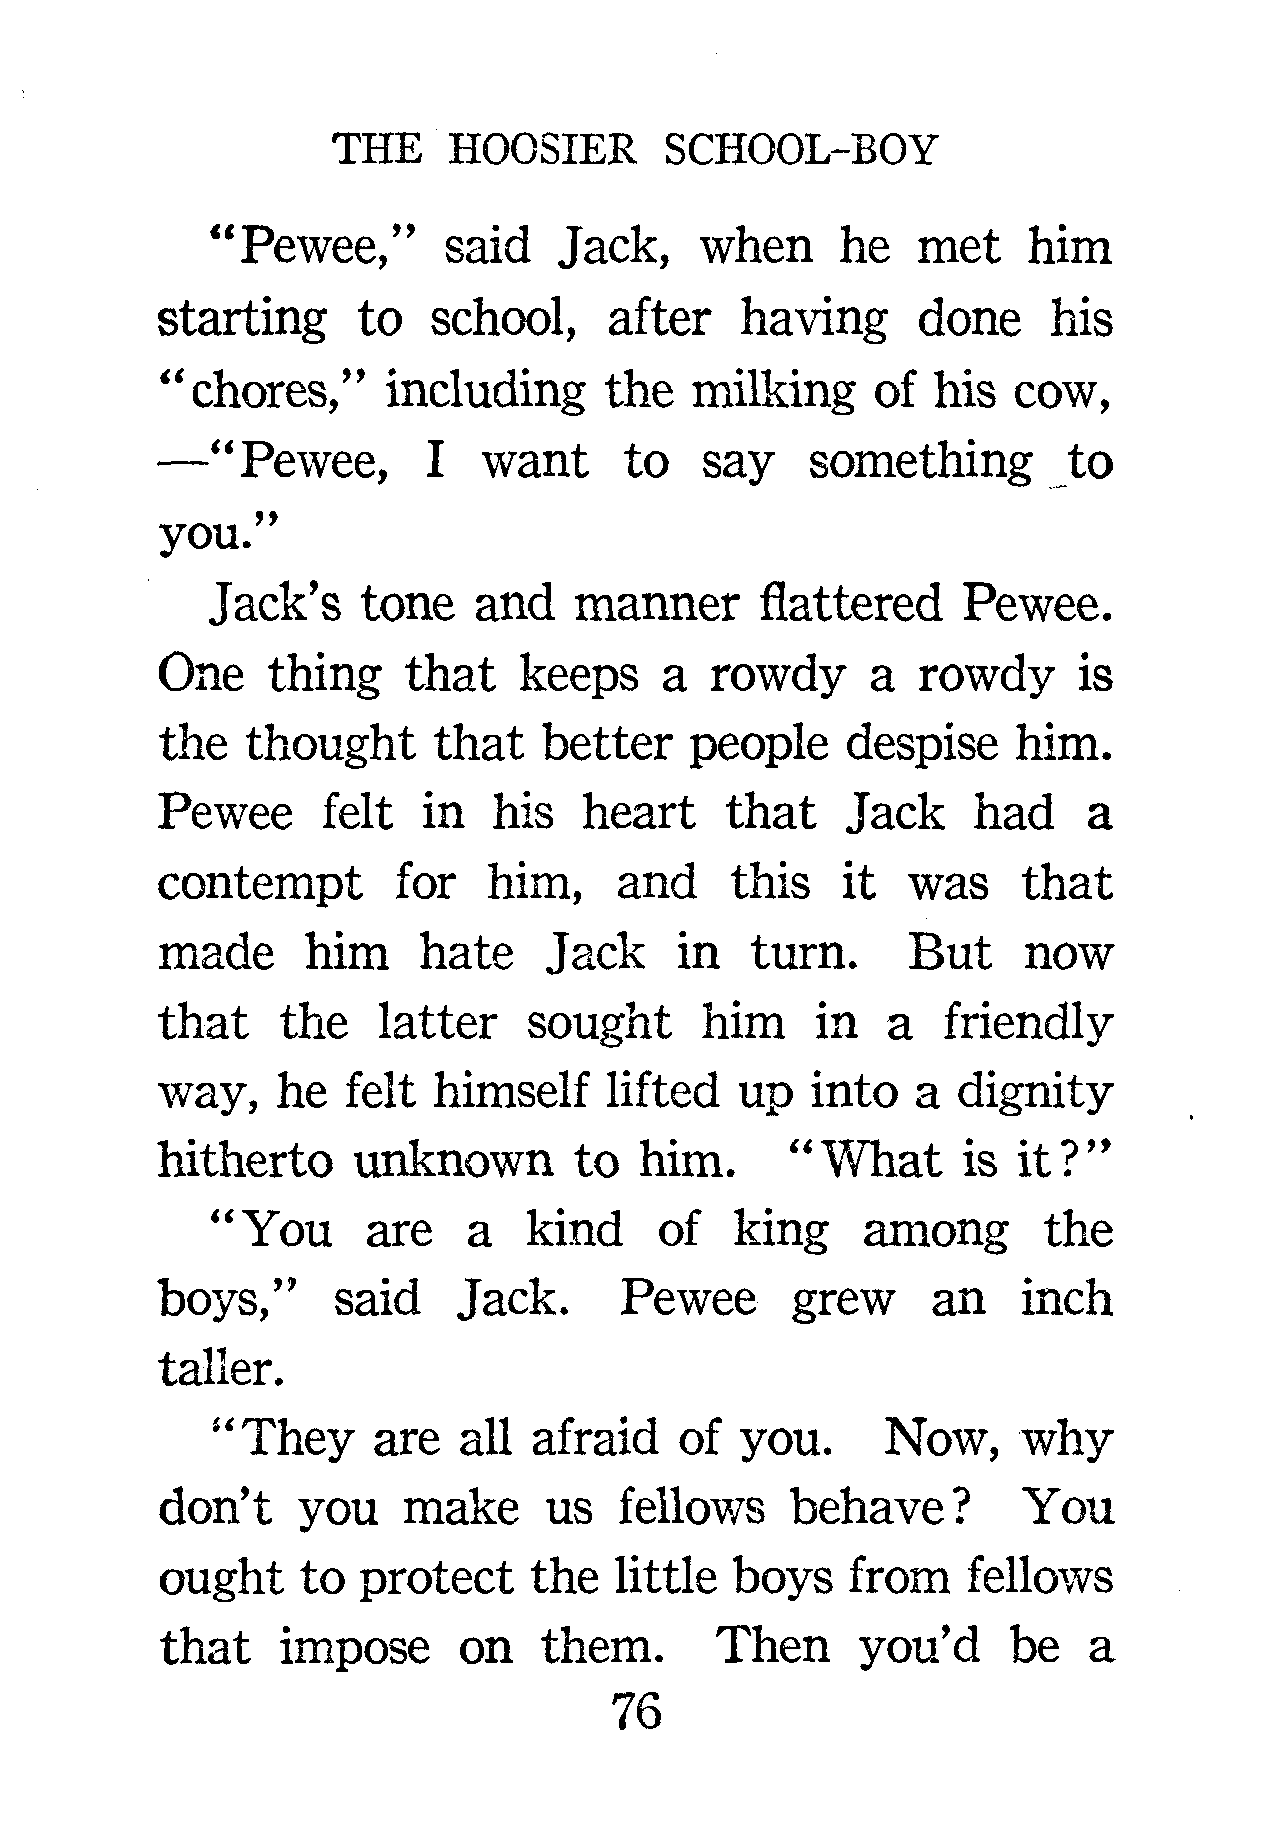 THE HOOSIER SCHOOL-BOY
“Pewee,” said Jack, when he met him
starting to school, after having done his
“chores,” including the milking of his cow,
—“Pewee, I want to say something to
you.”
Jack’s tone and manner flattered Pewee.
One thing that keeps a rowdy a rowdy is
the thought that better people despise him.
Pewee felt in his heart that Jack had a
contempt for him, and this it was that
made him hate Jack in turn. But now
that the latter sought him in a friendly
way, he felt himself lifted up into a dignity
hitherto unknown to him. “What is it?”
“You are a kind of king among the
boys,” said Jack. Pewee grew an inch
taller.
“They are all afraid of you. Now, why
don’t you make us fellows behave? You
ought to protect the little boys from fellows
that impose on them. Then you’d be a
76